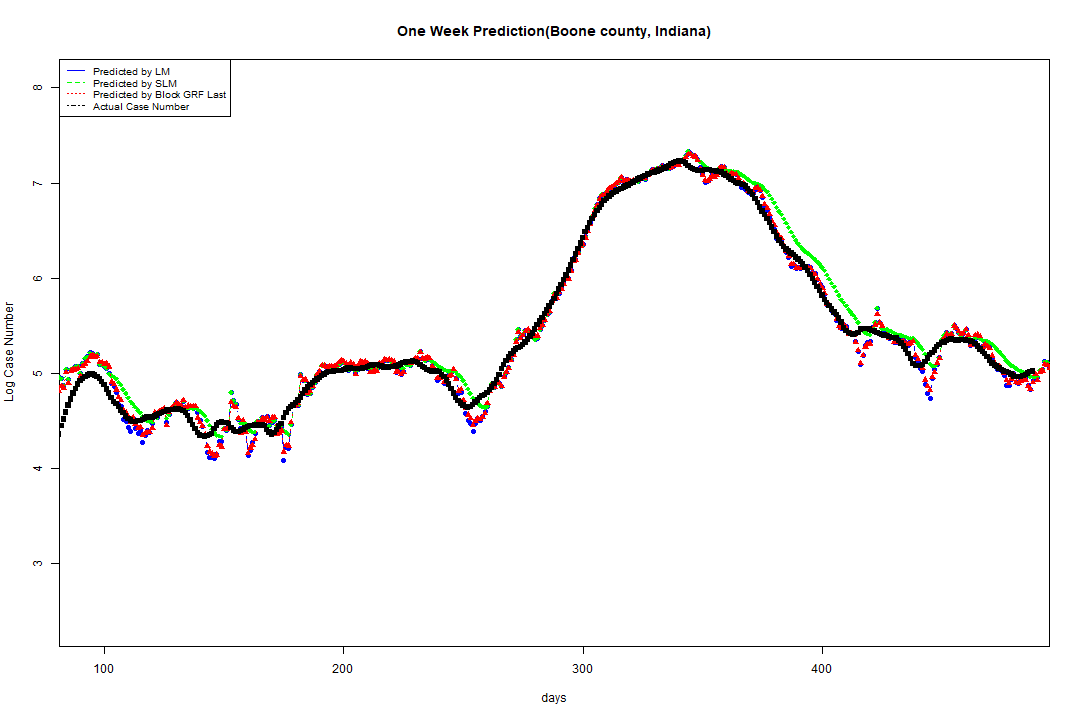 One Week Prediction(Boone county, Indiana)
Predicted by LM
Predicted by SLM
Predicted by Block GRF Last
Actual Case Number
8
7
6
5
4
3
Log Case Number
100 200 300 400
days